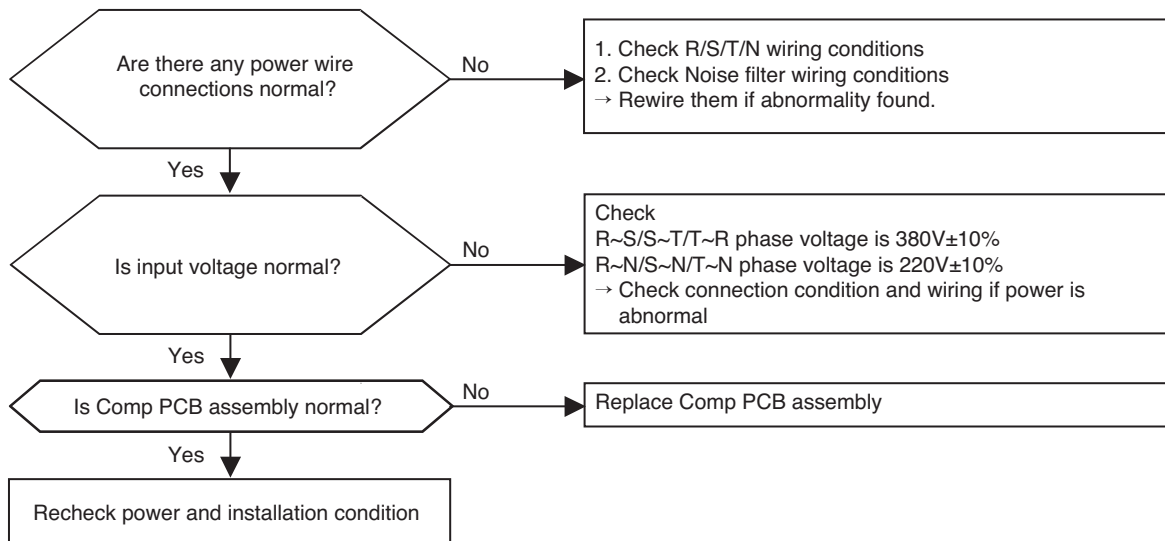 Are there any power wire
connections normal?
No
1. Check R/S/T/N wiring conditions
2. Check Noise filter wiring conditions
→ Rewire them if abnormality found.
Yes
Is input voltage normal?
No
Check
R~S/S~T/T~R phase voltage is 380V±10%
R~N/S~N/T~N phase voltage is 220V±10%
→ Check connection condition and wiring if power is
abnormal
Yes
Is Comp PCB assembly normal?
No
Replace Comp PCB assembly
Yes
Recheck power and installation condition